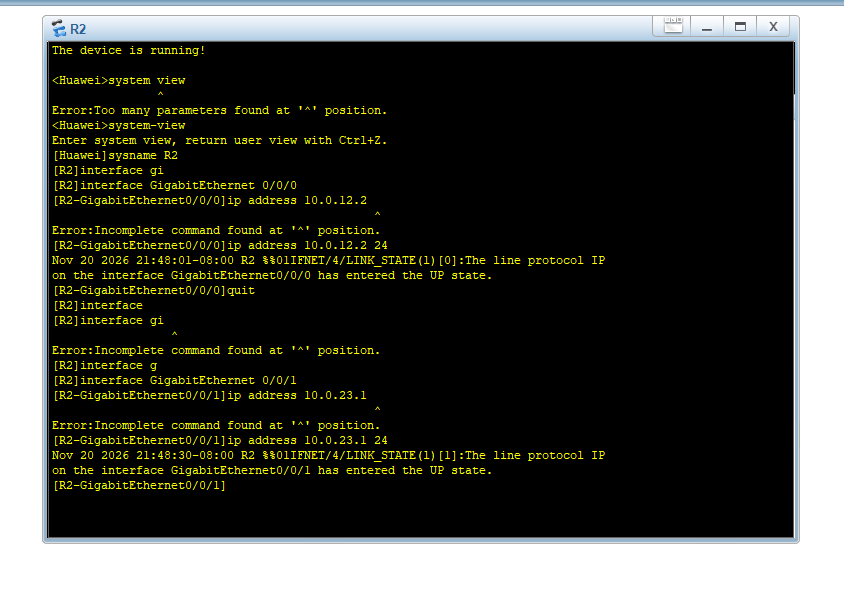 R2
The device is running!
<Huawei>system view
^
Error:Too many parameters found at '^' position.
<Huawei>system-view
Enter system view, return user view with Ctrl+Z.
[Huawei]sysname R2
[R2]interface gi
[R2]interface GigabitEthernet 0/0/0
[R2-GigabitEthernet0/0/0]ip address 10.0.12.2
^
Error:Incomplete command found at '^' position.
[R2-GigabitEthernet0/0/0]ip address 10.0.12.2 24
Nov 20 2026 21:48:01-08:00 R2 %%01IFNET/4/LINK_STATE(l)[0]:The line protocol IP
on the interface GigabitEthernet0/0/0 has entered the UP state.
[R2-GigabitEthernet0/0/0]quit
[R2]interface
[R2]interface gi
^
Error:Incomplete command found at '^' position.
[R2]interface g
[R2]interface GigabitEthernet 0/0/1
[R2-GigabitEthernet0/0/1]ip address 10.0.23.1
^
Error:Incomplete command found at '^' position.
[R2-GigabitEthernet0/0/1]ip address 10.0.23.1 24
Nov 20 2026 21:48:30-08:00 R2 %%01IFNET/4/LINK_STATE(l)[1]:The line protocol IP
on the interface GigabitEthernet0/0/1 has entered the UP state.
[R2-GigabitEthernet0/0/1]